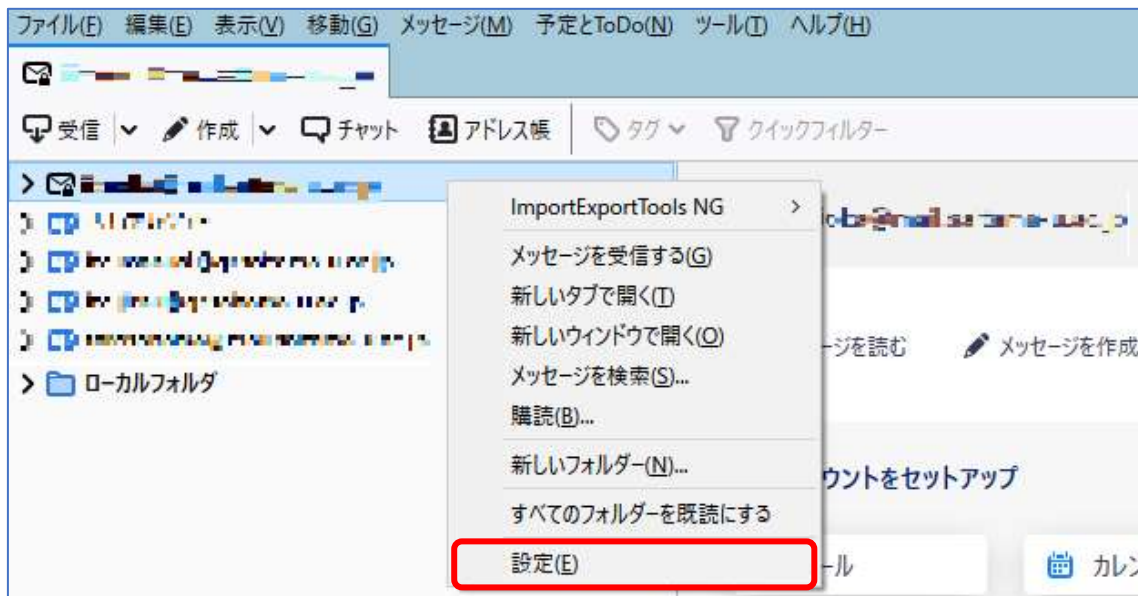 ファイル(F) 編集(E) 表示(V) 移動(G) メッセージ(M) 予定とToDo(N) ツール(T) ヘルプ(H)
受信 作成 チャット アドレス帳 タグ クイックフィルター
ImportExportTools NG
メッセージを受信する(G)
新しいタブで開く(T)
新しいウィンドウで開く(O)
ージを読む メッセージを作成
メッセージを検索(S)...
ローカルフォルダ
購読(B)...
新しいフォルダー(N)...
ウントをセットアップ
すべてのフォルダーを既読にする
設定(E)
ール カレン